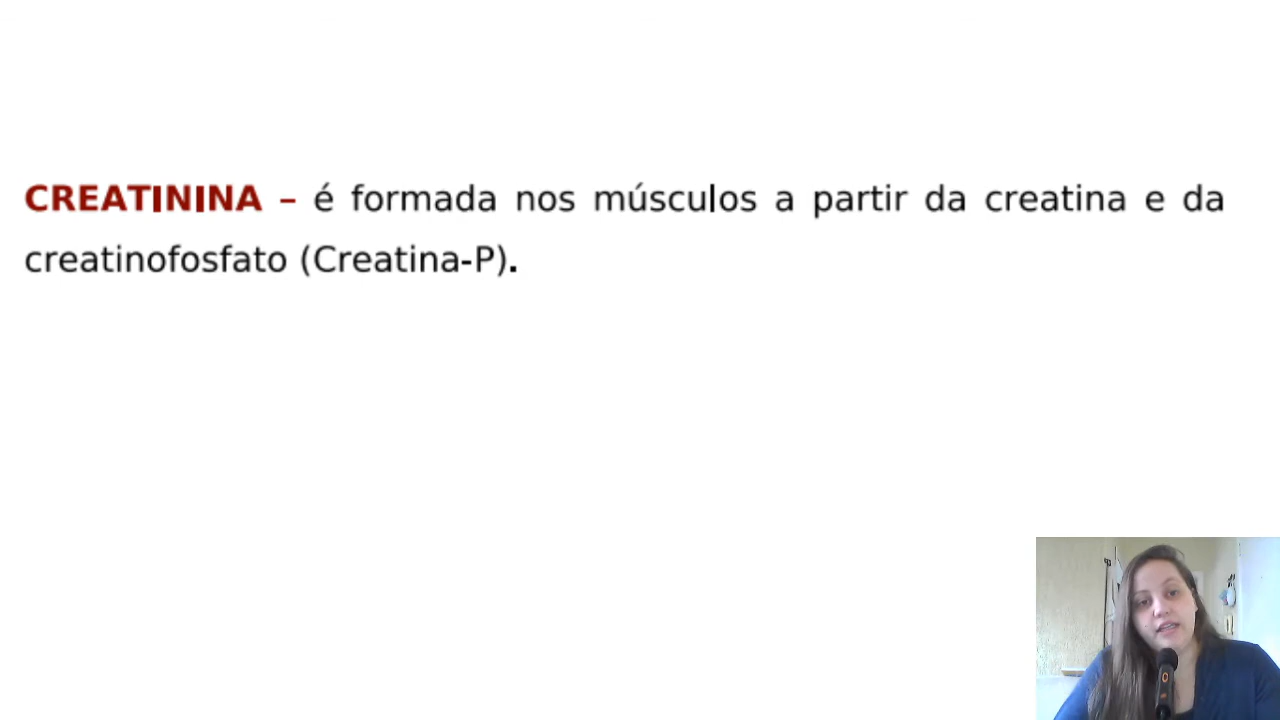 CREATININA – é formada nos músculos a partir da creatina e da
creatinofosfato (Creatina-P).